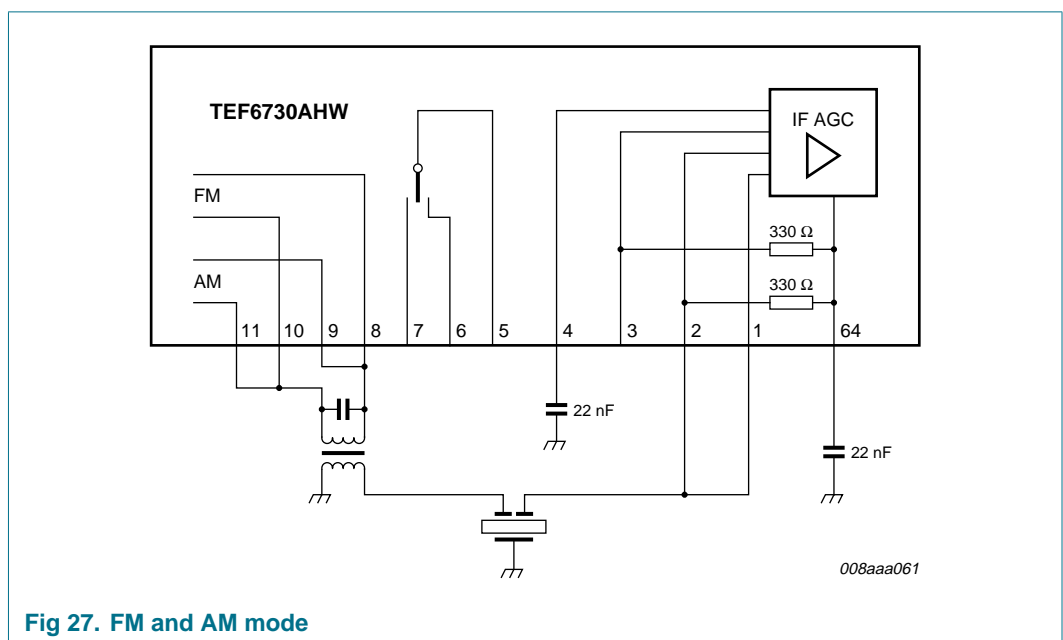 TEF6730AHW
IF AGC
FM
330 Ω
AM
330 Ω
11 10 9 8 7 6 5 4 3 2 1 64
22 nF
22 nF
008aaa061
Fig 27. FM and AM mode